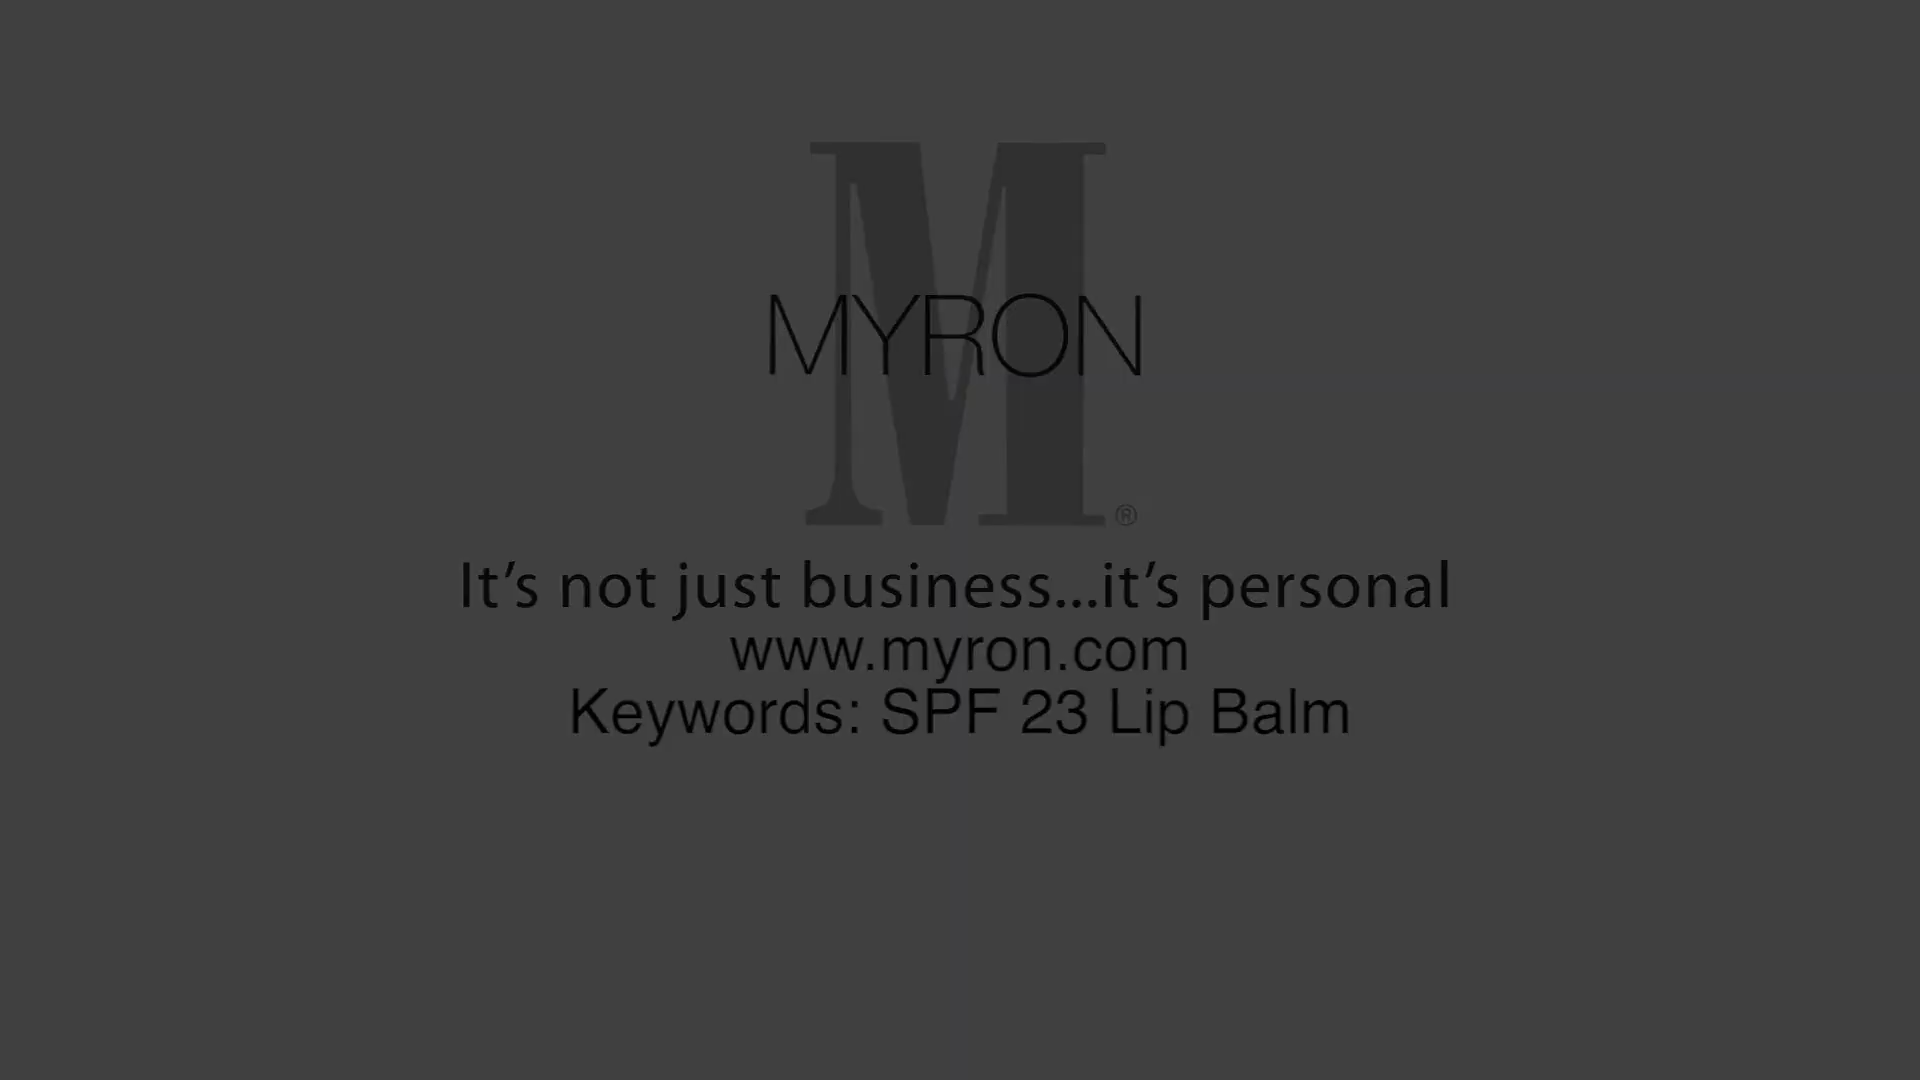 M
MYRON
®
It’s not just business...it’s personal
www.myron.com
Keywords: SPF 23 Lip Balm